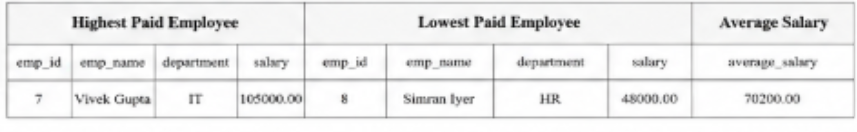 Highest Paid Employee Lowest Paid Employee Average Salary
emp_id emp_name department salary emp_id emp_name department salary average_salary
7 Vivek Gupta IT 105000.00 8 Simran Iyer HR 48000.00 70200.00